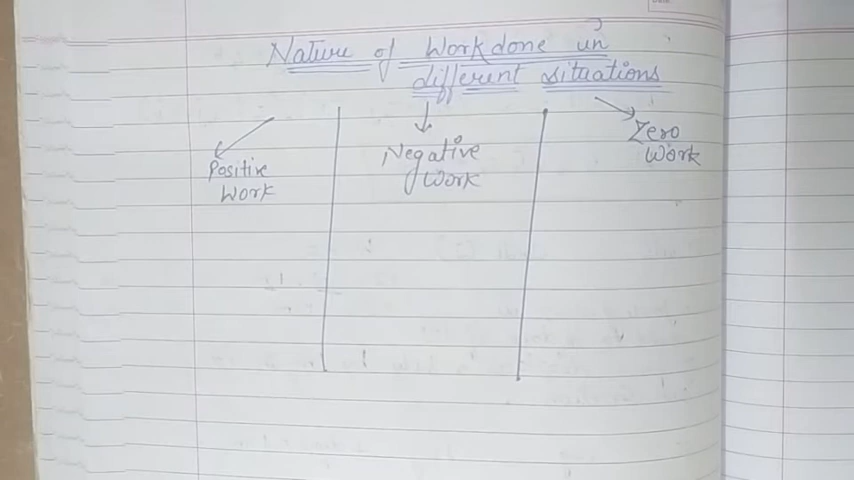 Nature of Workdone in
different situations
Positive
Work
Negative
Work
Zero
Work